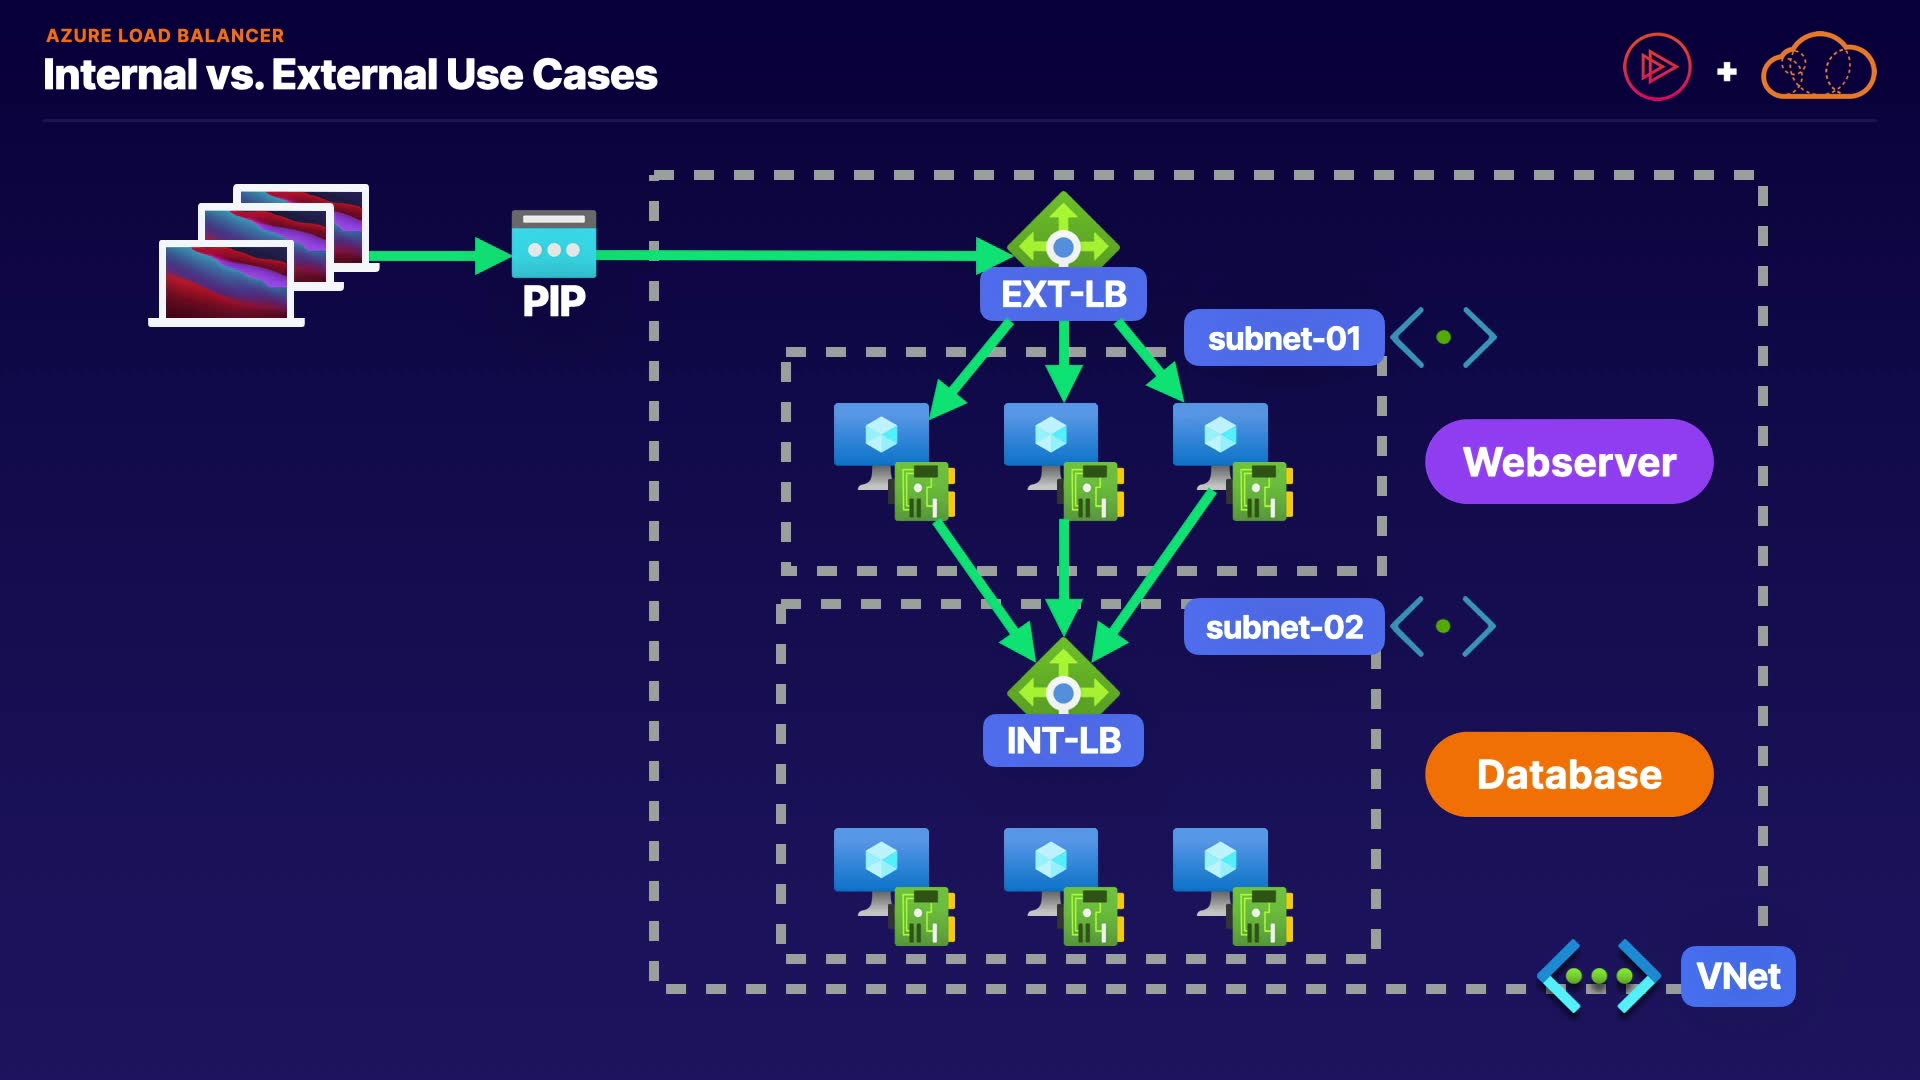 AZURE LOAD BALANCER
Internal vs. External Use Cases
PIP
EXT-LB
subnet-01
Webserver
subnet-02
INT-LB
Database
VNet